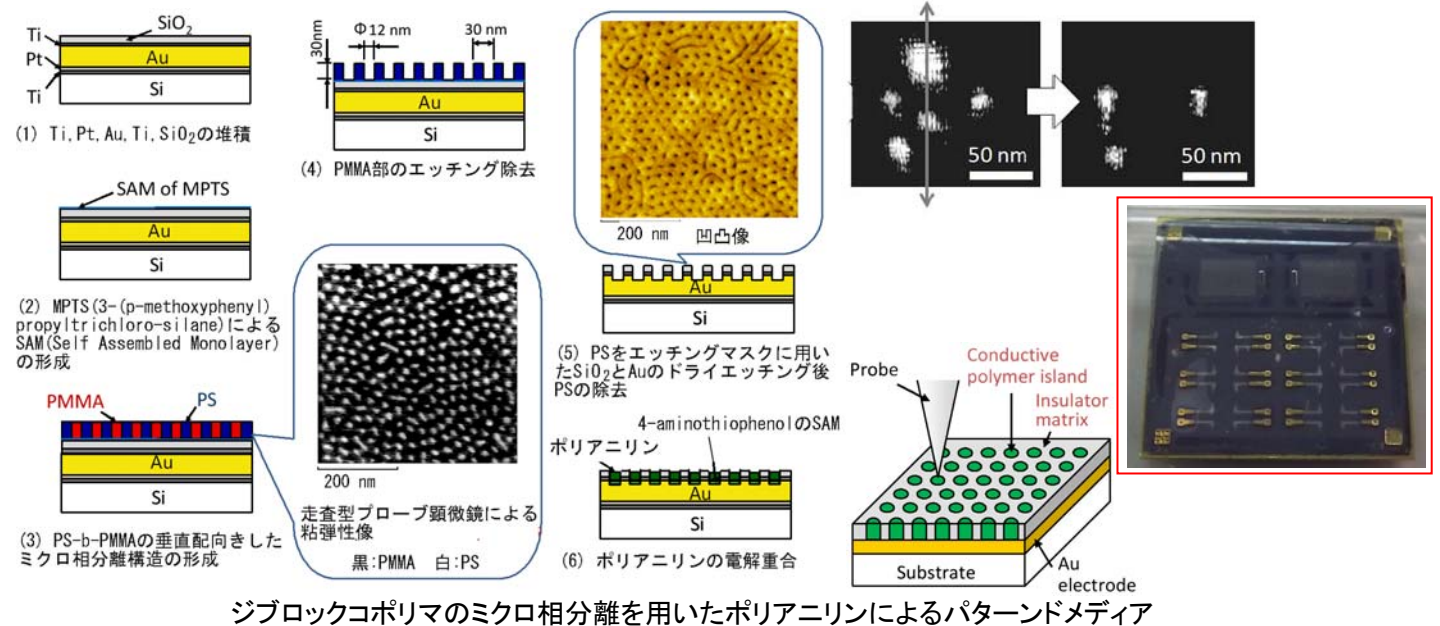 SiO2
Ti
Pt
Ti
Au
Si
(1) Ti,Pt,Au,Ti,SiO2の堆積
SAM of MPTS
Au
Si
(2) MPTS(3-(p-methoxyphenyl)
propyltrichloro-silane)による
SAM(Self Assembled Monolayer)
の形成
PMMA
PS
Au
Si
(3) PS-b-PMMAの垂直配向きした
ミクロ相分離構造の形成
30nm
Φ12 nm
30 nm
Au
Si
(4) PMMA部のエッチング除去
200 nm
走査型プローブ顕微鏡による
粘弾性像
黒:PMMA 白:PS
200 nm
凹凸像
Au
Si
(5) PSをエッチングマスクに用い
たSiO2とAuのドライエッチング後
PSの除去
4-aminothiophenolのSAM
ポリアニリン
Au
Si
(6) ポリアニリンの電解重合
50 nm
50 nm
Probe
Conductive
polymer island
Insulator
matrix
Substrate
Au
electrode
ジブロックコポリマのミクロ相分離を用いたポリアニリンによるパターンドメディア